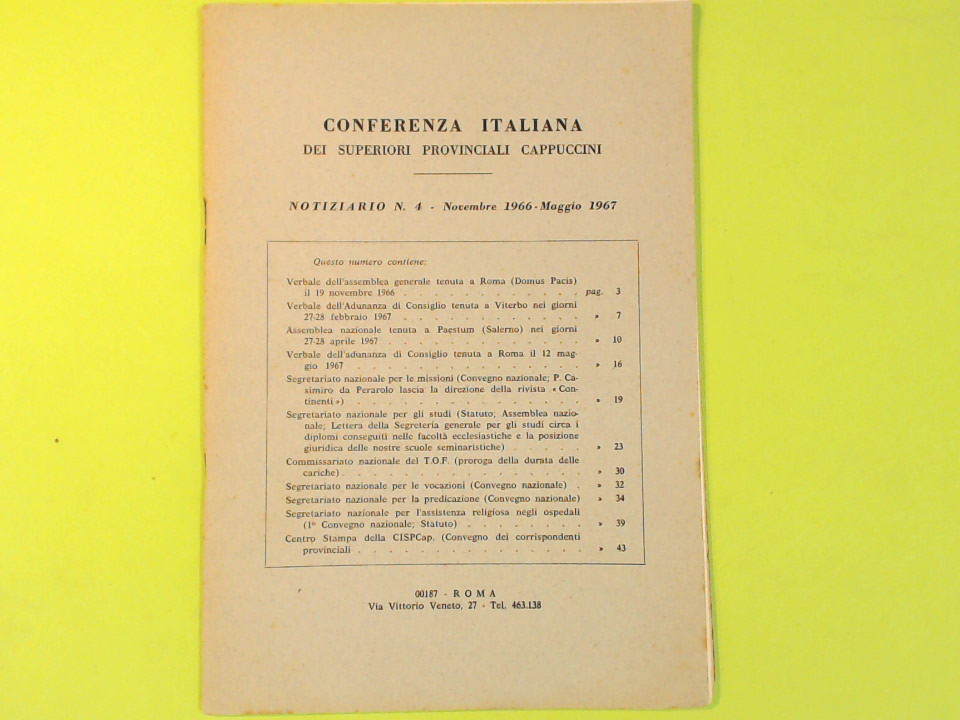 CONFERENZA ITALIANA
DEI SUPERIORI PROVINCIALI CAPPUCCINI
NOTIZIARIO N. 4 - Novembre 1966 - Maggio 1967
Questo numero contiene:
Verbale dell'assemblea generale tenuta a Roma (Domus Pacis)
il 19 novembre 1966 . . . . . . . . . . . . pag. 3
Verbale dell'Adunanza di Consiglio tenuta a Viterbo nei giorni
27-28 febbraio 1967 . . . . . . . . . . . . » 7
Assemblea nazionale tenuta a Paestum (Salerno) nei giorni
27-28 aprile 1967 . . . . . . . . . . . . . » 10
Verbale dell'adunanza di Consiglio tenuta a Roma il 12 mag-
gio 1967 . . . . . . . . . . . . . . . » 16
Segretariato nazionale per le missioni (Convegno nazionale; P. Ca-
simiro da Perarolo lascia la direzione della rivista « Con-
tinenti ») . . . . . . . . . . . . . . . » 19
Segretariato nazionale per gli studi (Statuto; Assemblea nazio-
nale; Lettera della Segreteria generale per gli studi circa i
diplomi conseguiti nelle facoltà ecclesiastiche e la posizione
giuridica delle nostre scuole seminaristiche) . . . . . » 23
Commissariato nazionale del T.O.F. (proroga della durata delle
cariche) . . . . . . . . . . . . . . . . » 30
Segretariato nazionale per le vocazioni (Convegno nazionale) . » 32
Segretariato nazionale per la predicazione (Convegno nazionale) » 34
Segretariato nazionale per l'assistenza religiosa negli ospedali
(1º Convegno nazionale; Statuto) . . . . . . . . » 39
Centro Stampa della CISPCap. (Convegno dei corrispondenti
provinciali . . . . . . . . . . . . . . . » 43
00187 - ROMA
Via Vittorio Veneto, 27 - Tel. 463.138